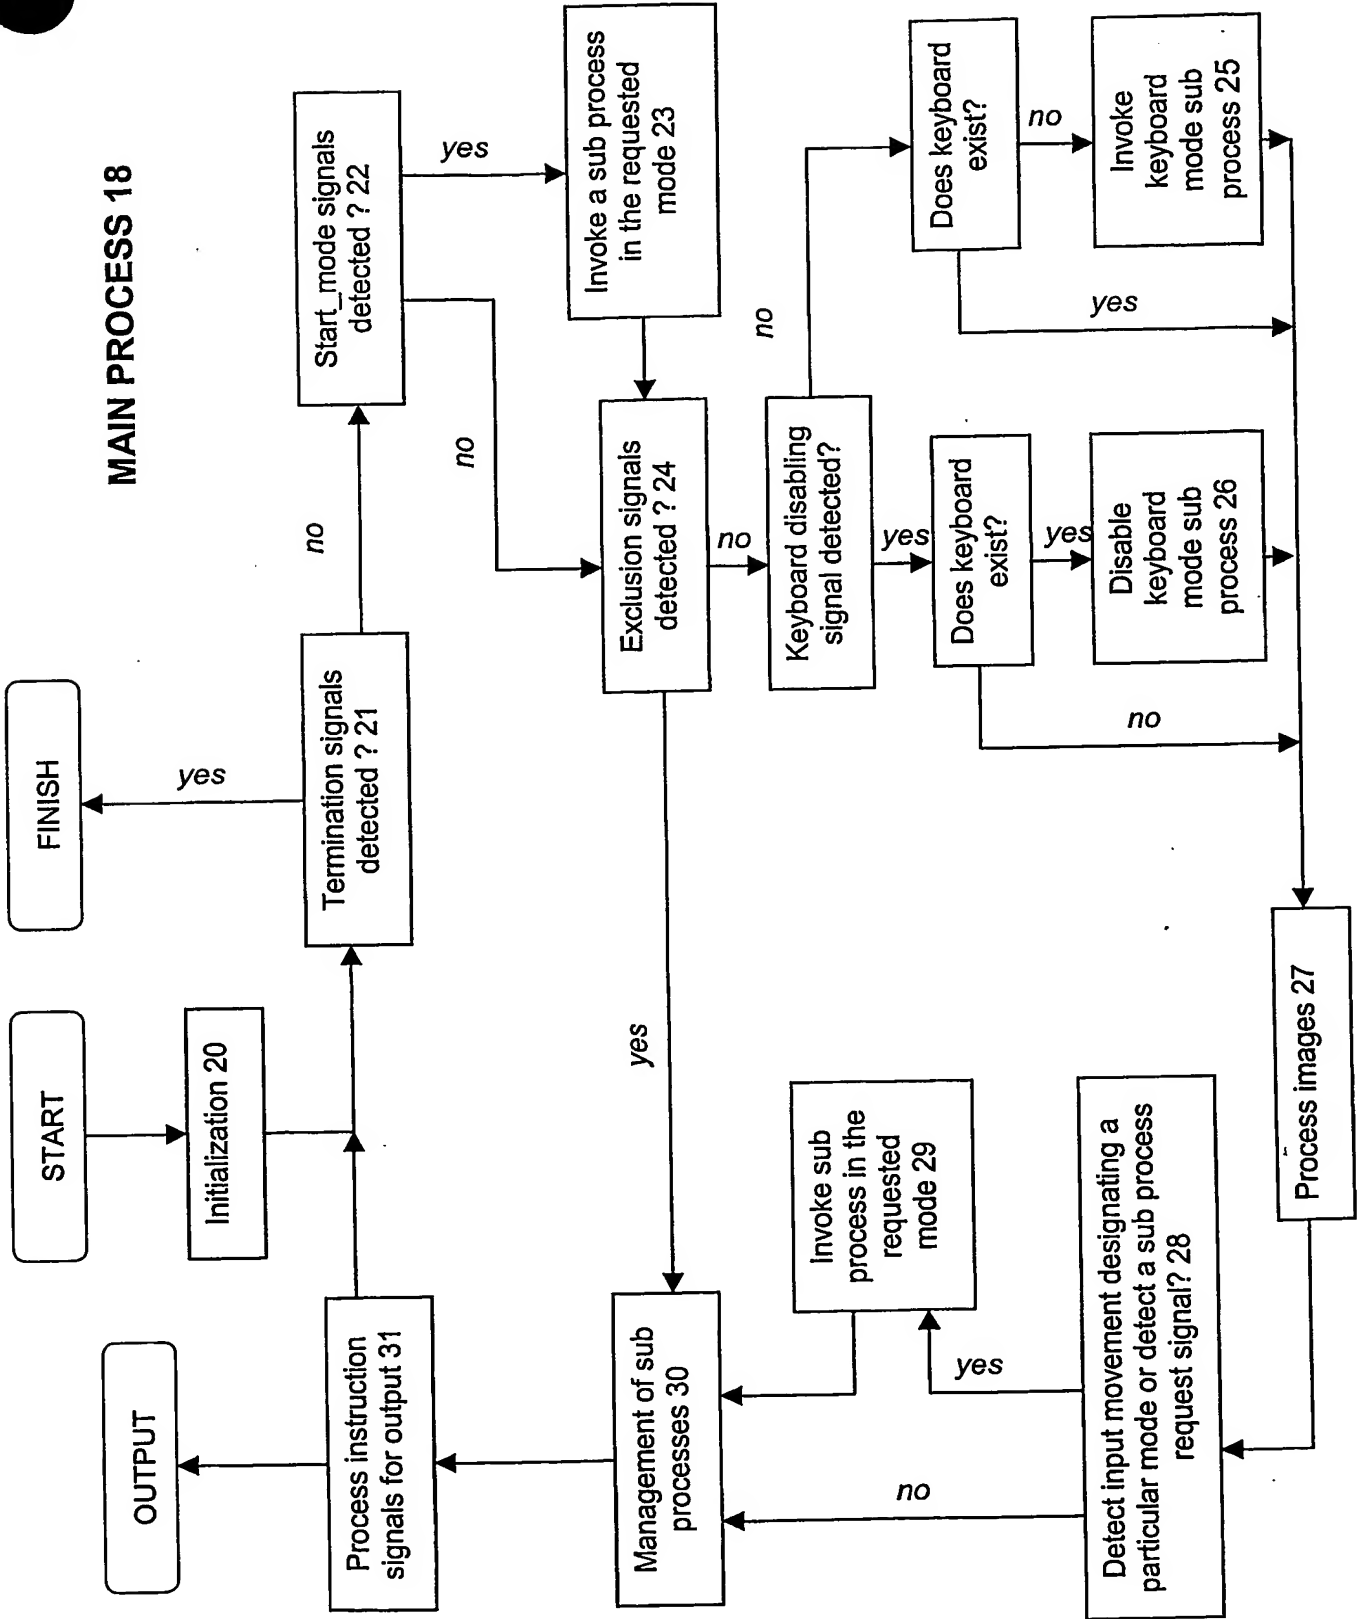 MAIN PROCESS 18
START
Initialization 20
FINISH
yes
Termination signals
detected ? 21
no
Start_mode signals
detected ? 22
yes
no
Invoke a sub process
in the requested
mode 23
Exclusion signals
detected ? 24
yes
no
Keyboard disabling
signal detected?
no
yes
Does keyboard
exist?
no
yes
Invoke
keyboard
mode sub
process 25
Does keyboard
exist?
yes
no
Disable
keyboard
mode sub
process 26
Process images 27
Detect input movement designating a
particular mode or detect a sub process
request signal? 28
yes
no
Invoke sub
process in the
requested
mode 29
Management of sub
processes 30
Process instruction
signals for output 31
OUTPUT